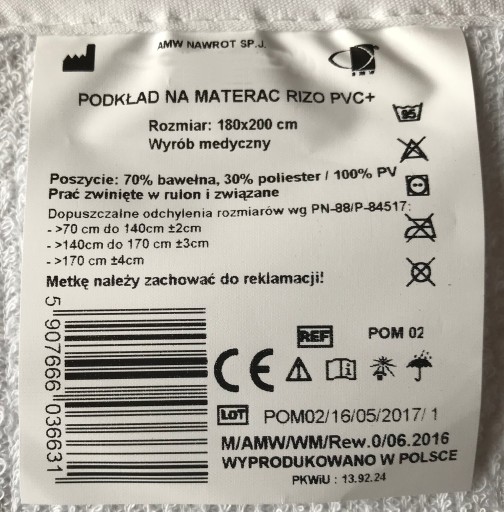 AMW NAWROT SP.J.
PODKŁAD NA MATERAC RIZO PVC+
Rozmiar: 180x200 cm
Wyrób medyczny
95
Poszycie: 70% bawełna, 30% poliester / 100% PV
Prać zwinięte w rulon i związane
Dopuszczalne odchylenia rozmiarów wg PN-88/P-84517:
- >70 cm do 140cm ±2cm
- >140cm do 170 cm ±3cm
- >170 cm ±4cm
Metkę należy zachować do reklamacji!
5 907666 036631
REF POM 02
CE
LOT POM02/16/05/2017/ 1
M/AMW/WM/Rew.0/06.2016
WYPRODUKOWANO W POLSCE
PKWiU : 13.92.24